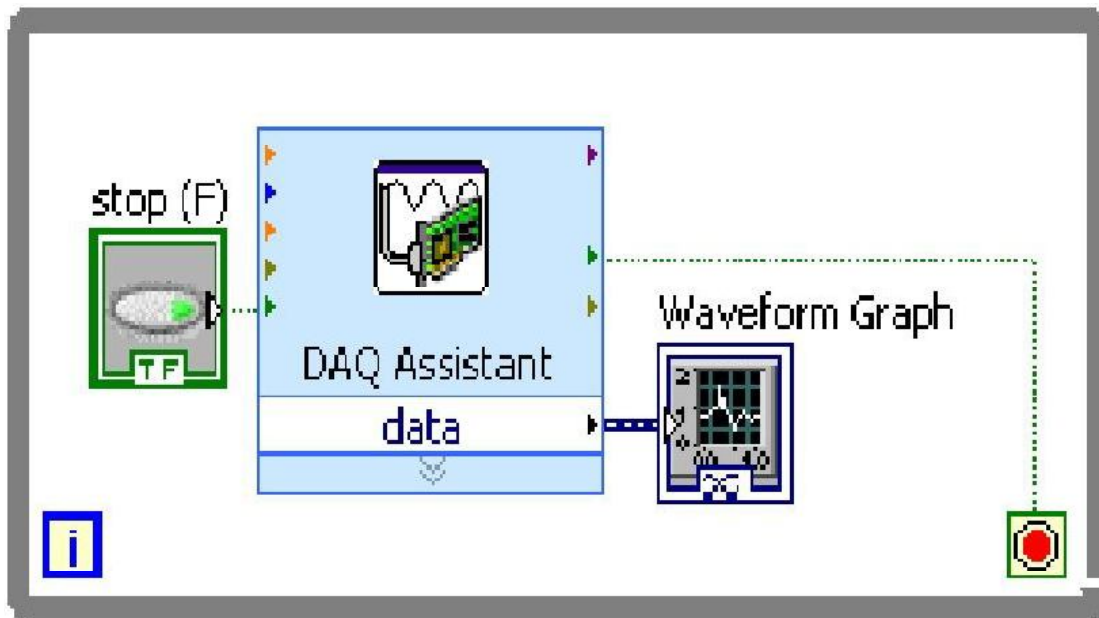 stop (F)
TF
DAQ Assistant
data
Waveform Graph
i